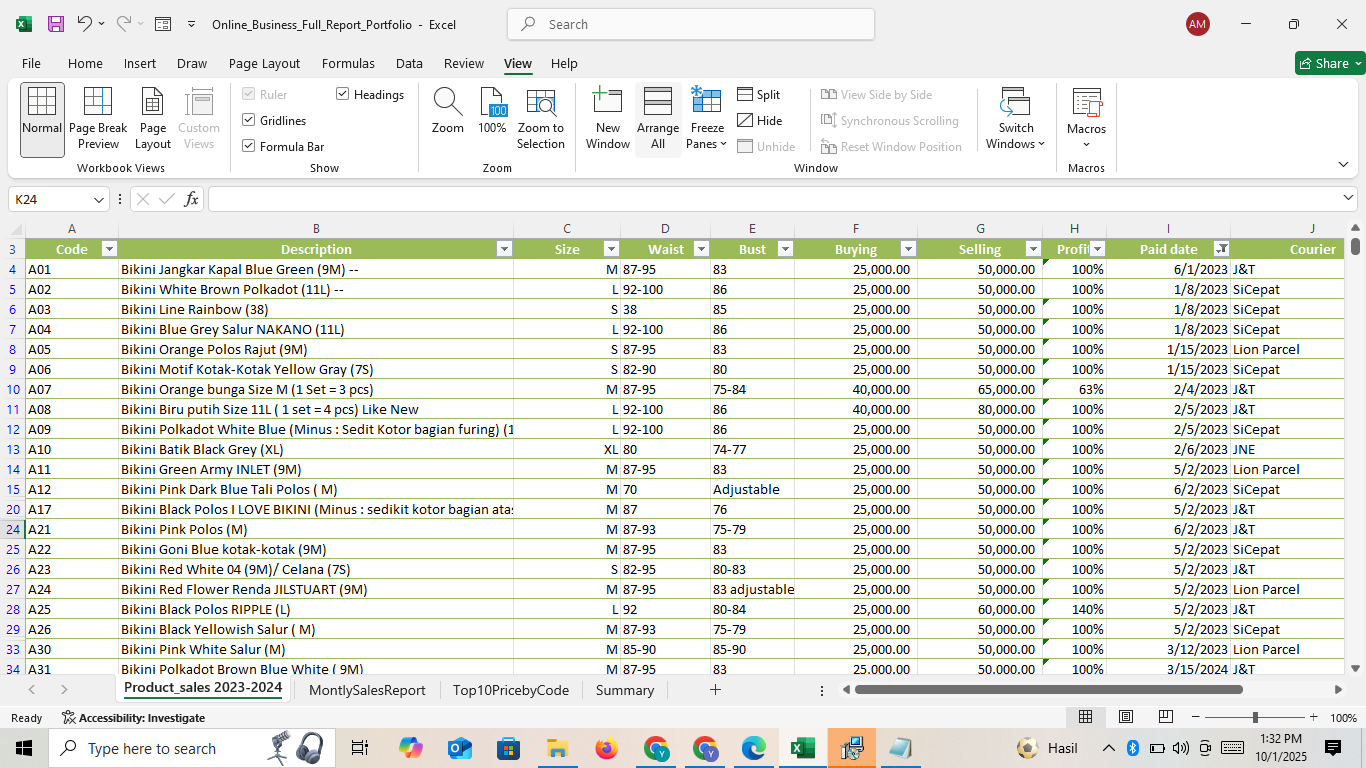 Online_Business_Full_Report_Portfolio - Excel
Search
AM
File Home Insert Draw Page Layout Formulas Data Review View Help
Share
Normal
Page Break Preview
Page Layout
Custom Views
Workbook Views
Ruler
Gridlines
Formula Bar
Headings
Show
Zoom
100
100%
Zoom to Selection
Zoom
New Window
Arrange All
Freeze Panes
Split
Hide
Unhide
View Side by Side
Synchronous Scrolling
Reset Window Position
Switch Windows
Window
Macros
Macros
K24 fx
A B C D E F G H I J
3 Code Description Size Waist Bust Buying Selling Profit Paid date Courier
4 A01 Bikini Jangkar Kapal Blue Green (9M) -- M 87-95 83 25,000.00 50,000.00 100% 6/1/2023 J&T
5 A02 Bikini White Brown Polkadot (11L) -- L 92-100 86 25,000.00 50,000.00 100% 1/8/2023 SiCepat
6 A03 Bikini Line Rainbow (38) S 38 85 25,000.00 50,000.00 100% 1/8/2023 SiCepat
7 A04 Bikini Blue Grey Salur NAKANO (11L) L 92-100 86 25,000.00 50,000.00 100% 1/8/2023 SiCepat
8 A05 Bikini Orange Polos Rajut (9M) S 87-95 83 25,000.00 50,000.00 100% 1/15/2023 Lion Parcel
9 A06 Bikini Motif Kotak-Kotak Yellow Gray (7S) S 82-90 80 25,000.00 50,000.00 100% 1/15/2023 SiCepat
10 A07 Bikini Orange bunga Size M (1 Set = 3 pcs) M 87-95 75-84 40,000.00 65,000.00 63% 2/4/2023 J&T
11 A08 Bikini Biru putih Size 11L ( 1 set = 4 pcs) Like New L 92-100 86 40,000.00 80,000.00 100% 2/5/2023 J&T
12 A09 Bikini Polkadot White Blue (Minus : Sedit Kotor bagian furing) (1 L 92-100 86 25,000.00 50,000.00 100% 2/5/2023 SiCepat
13 A10 Bikini Batik Black Grey (XL) XL 80 74-77 25,000.00 50,000.00 100% 2/6/2023 JNE
14 A11 Bikini Green Army INLET (9M) M 87-95 83 25,000.00 50,000.00 100% 5/2/2023 Lion Parcel
15 A12 Bikini Pink Dark Blue Tali Polos ( M) M 70 Adjustable 25,000.00 50,000.00 100% 6/2/2023 SiCepat
20 A17 Bikini Black Polos I LOVE BIKINI (Minus : sedikit kotor bagian atas M 87 76 25,000.00 50,000.00 100% 5/2/2023 J&T
24 A21 Bikini Pink Polos (M) M 87-93 75-79 25,000.00 50,000.00 100% 6/2/2023 J&T
25 A22 Bikini Goni Blue kotak-kotak (9M) M 87-95 83 25,000.00 50,000.00 100% 5/2/2023 SiCepat
26 A23 Bikini Red White 04 (9M)/ Celana (7S) S 82-95 80-83 25,000.00 50,000.00 100% 5/2/2023 J&T
27 A24 Bikini Red Flower Renda JILSTUART (9M) M 87-95 83 adjustable 25,000.00 50,000.00 100% 5/2/2023 Lion Parcel
28 A25 Bikini Black Polos RIPPLE (L) L 92 80-84 25,000.00 60,000.00 140% 5/2/2023 J&T
29 A26 Bikini Black Yellowish Salur ( M) M 87-93 75-79 25,000.00 50,000.00 100% 5/2/2023 SiCepat
33 A30 Bikini Pink White Salur (M) M 85-90 85-90 25,000.00 50,000.00 100% 3/12/2023 Lion Parcel
34 A31 Bikini Polkadot Brown Blue White ( 9M) M 87-95 83 25,000.00 50,000.00 100% 3/15/2024 J&T
Product_sales 2023-2024 MontlySalesReport Top10PricebyCode Summary
Ready Accessibility: Investigate 100%
Type here to search
Y
Y
Hasil
1:32 PM
10/1/2025